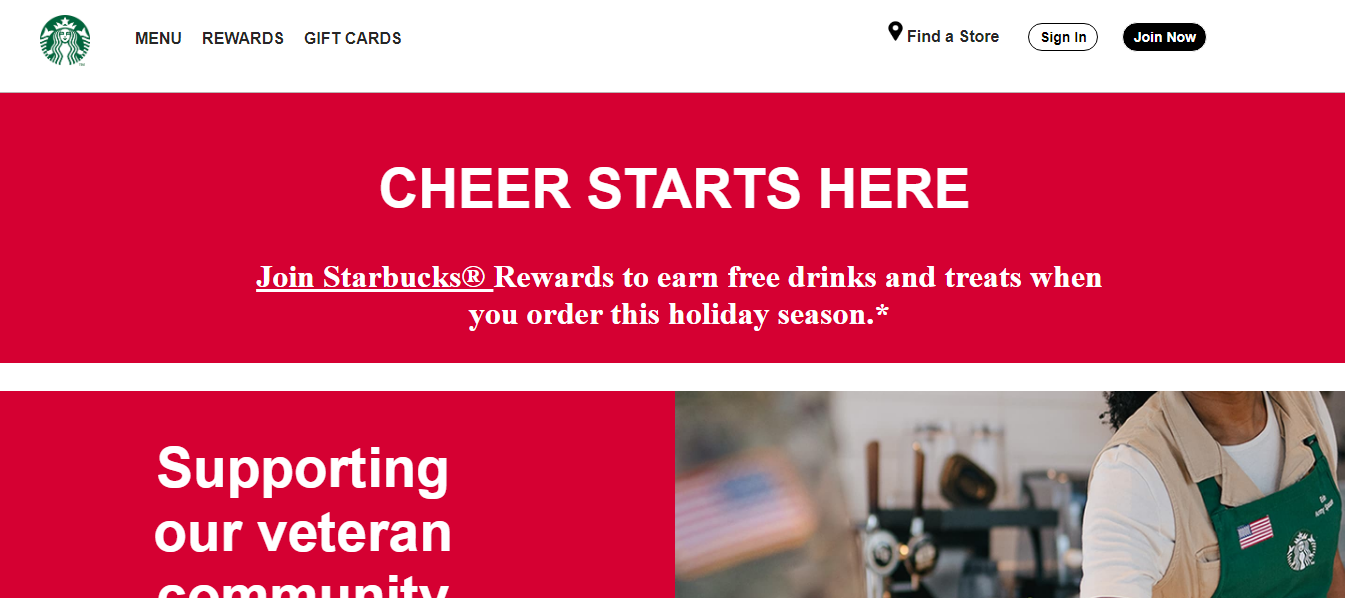 MENU REWARDS GIFT CARDS Find a Store Sign In Join Now
CHEER STARTS HERE
Join Starbucks® Rewards to earn free drinks and treats when
you order this holiday season.*
Supporting
our veteran
community